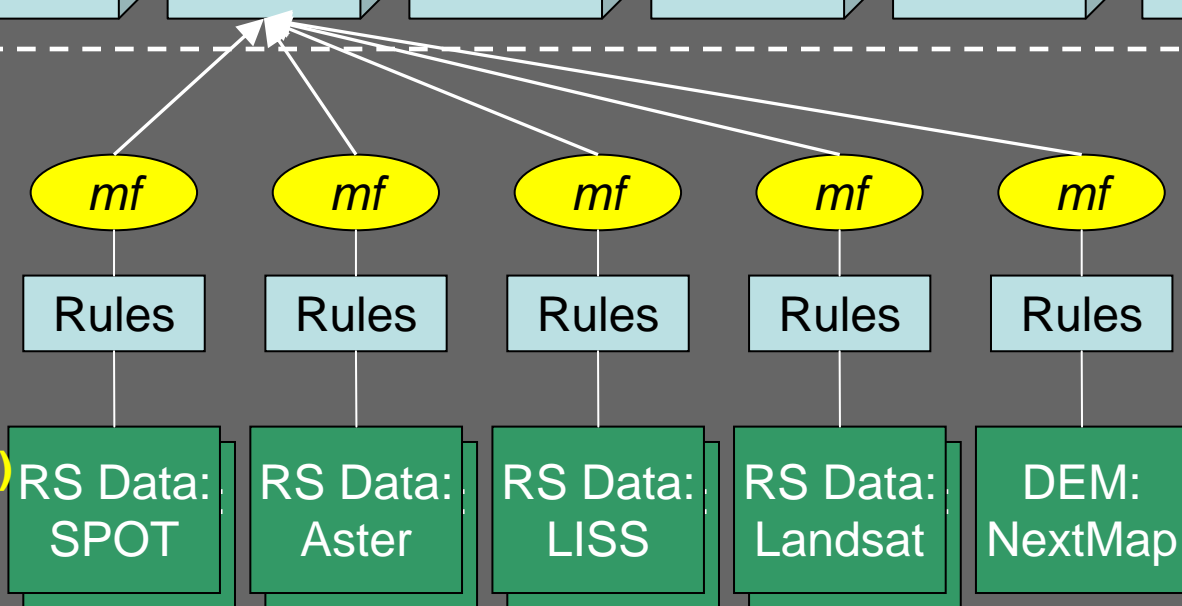 mf mf mf mf mf
Rules Rules Rules Rules Rules
) RS Data: RS Data: RS Data: RS Data: DEM:
SPOT Aster LISS Landsat NextMap